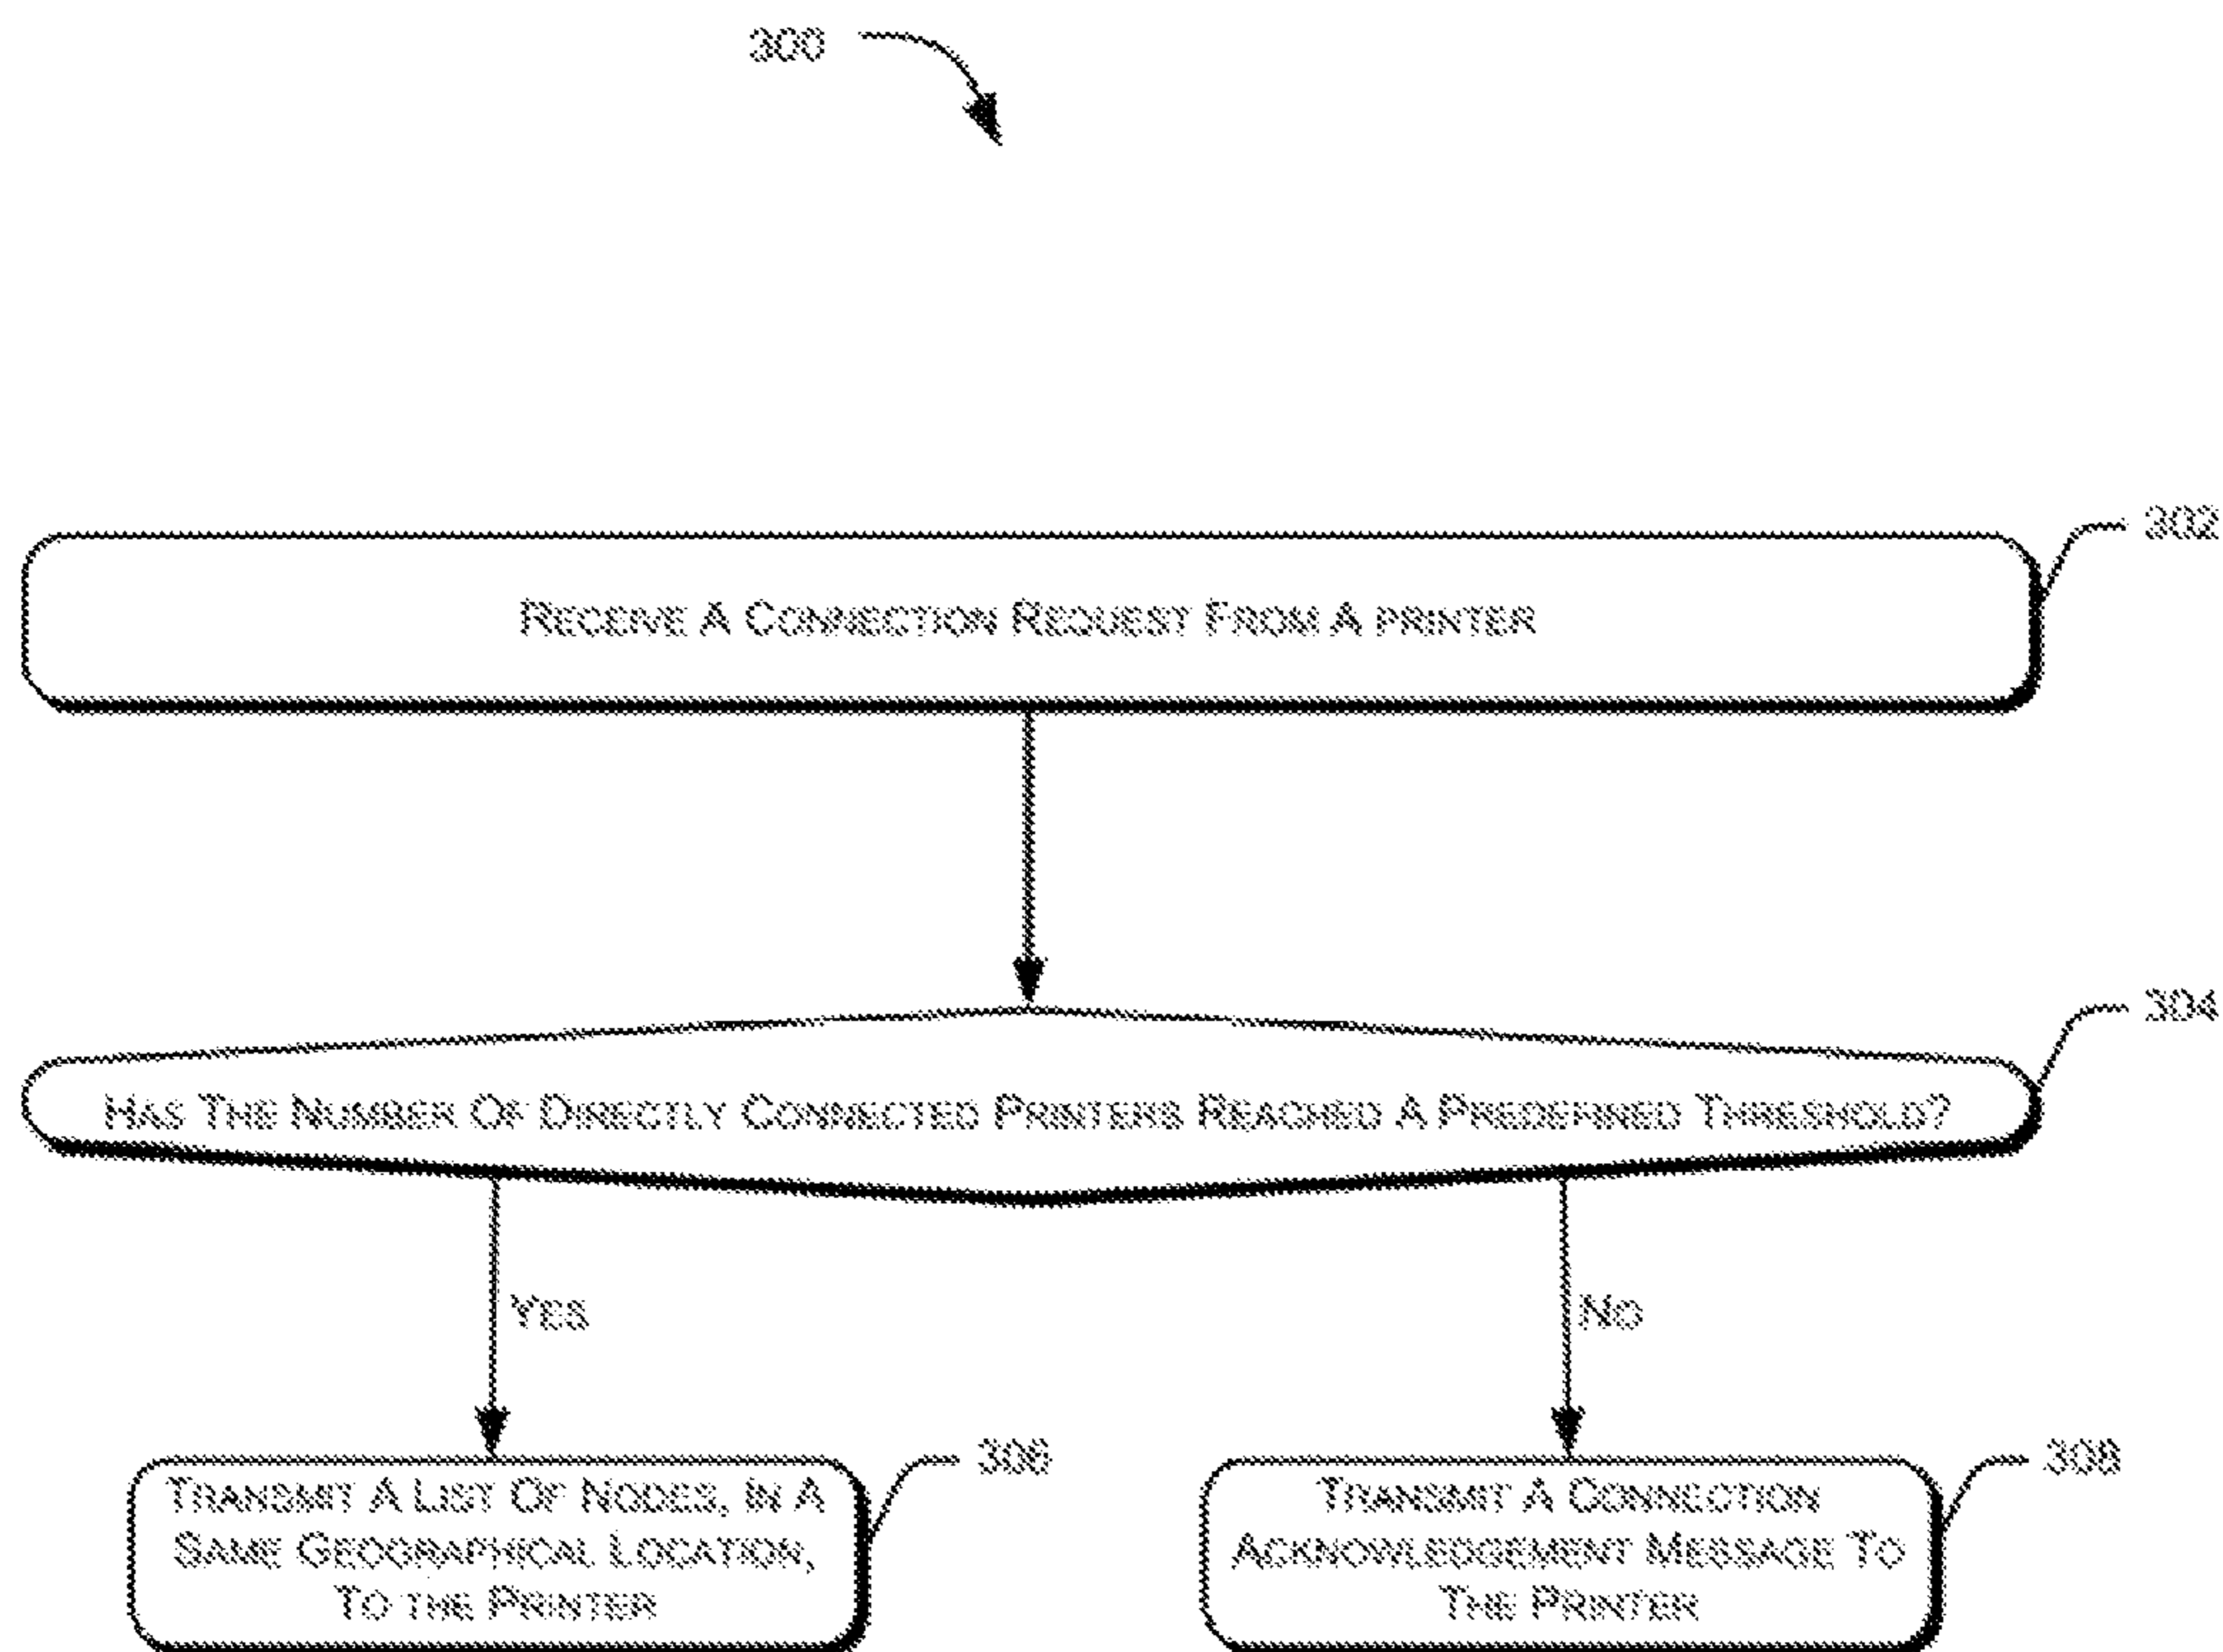 300
302
RECEIVE A CONNECTION REQUEST FROM A PRINTER
304
HAS THE NUMBER OF DIRECTLY CONNECTED PRINTERS REACHED A PREDEFINED THRESHOLD?
YES
NO
306
TRANSMIT A LIST OF NODES, IN A
SAME GEOGRAPHICAL LOCATION,
TO THE PRINTER
308
TRANSMIT A CONNECTION
ACKNOWLEDGEMENT MESSAGE TO
THE PRINTER